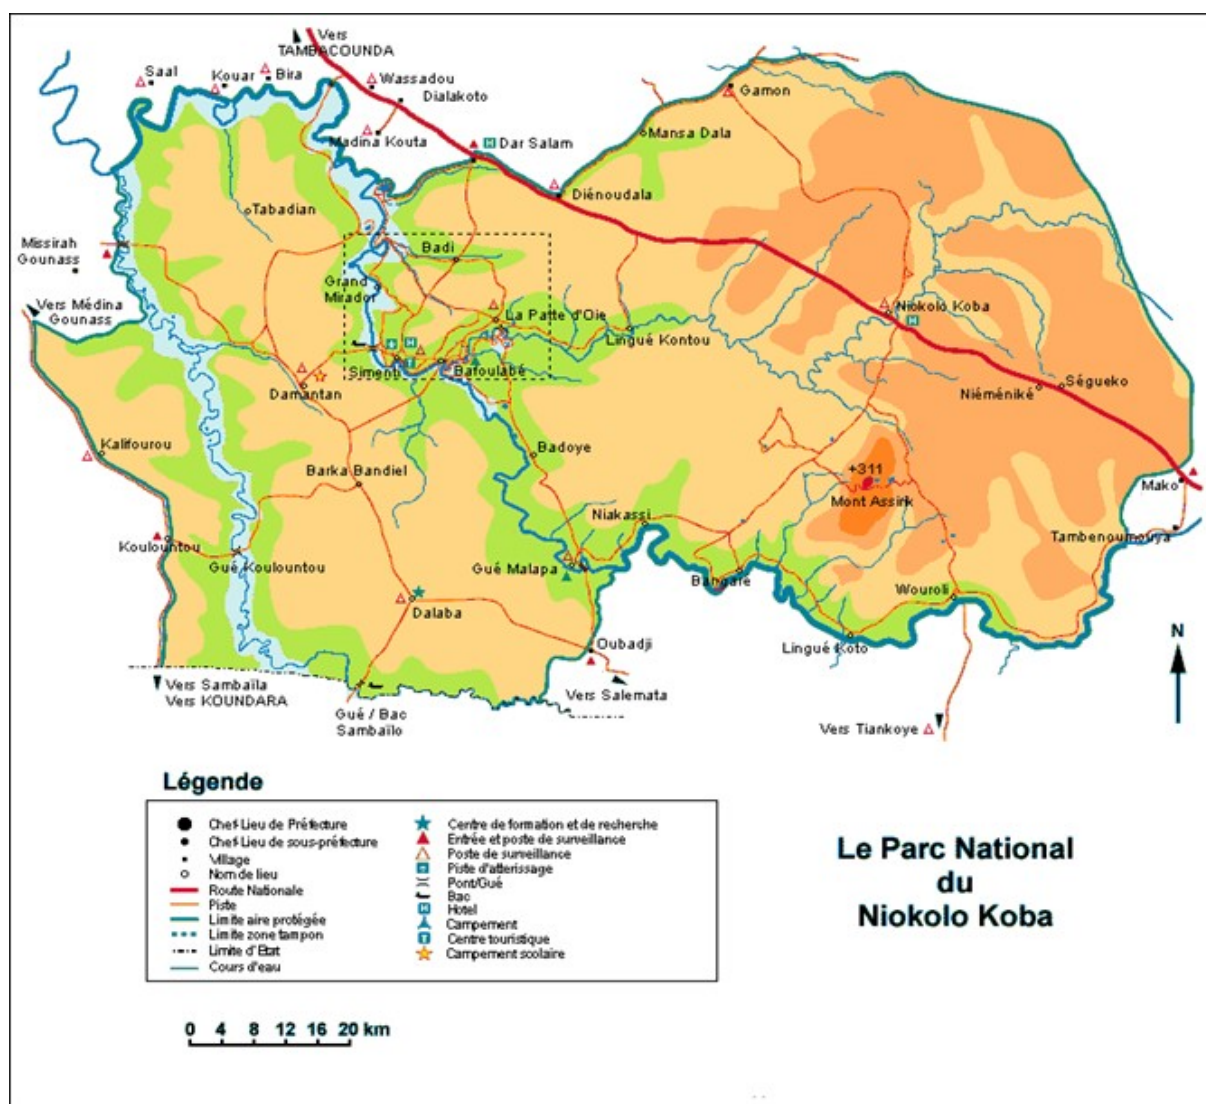 Vers
TAMBACOUNDA
Saal
Kouar
Bira
Wassadou
Dialakoto
Gamon
Madina Kouta
Dar Salam
Mansa Dala
Diénoudala
Tabadian
Missirah
Gounass
Badi
Grand
Mirador
Vers Médina
Gounass
Niokolo Koba
La Patte d'Oie
Lingué Kontou
Simenti
Bafoulabé
Damantan
Niéméniké
Ségueko
Kalifourou
Badoye
Barka Bandiel
+311
Mont Assirik
Mako
Niakassi
Tambenoumouya
Koulountou
Gué Koulountou
Gué Malapa
Bangaré
Wouroli
Dalaba
Oubadji
Lingué Koto
N
Vers Sambaïla
Vers KOUNDARA
Vers Salemata
Gué / Bac
Sambaïlo
Vers Tiankoye
Légende
Chef-Lieu de Préfecture
Chef-Lieu de sous-préfecture
Village
Nom de lieu
Route Nationale
Piste
Limite aire protégée
Limite zone tampon
Limite d'Etat
Cours d'eau
Centre de formation et de recherche
Entrée et poste de surveillance
Poste de surveillance
Piste d'atterissage
Pont/Gué
Bac
H Hotel
Campement
T Centre touristique
Campement scolaire
Le Parc National
du
Niokolo Koba
0 4 8 12 16 20 km